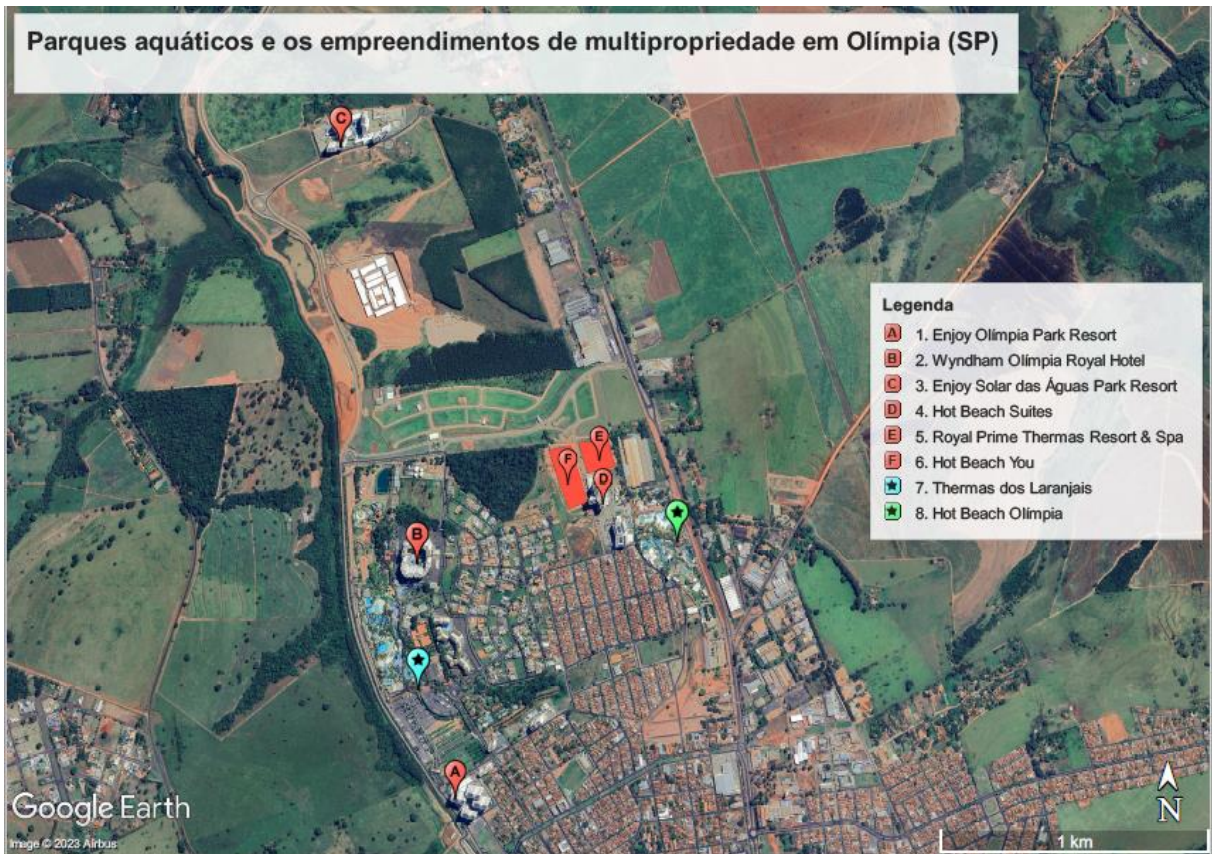 Parques aquáticos e os empreendimentos de multipropriedade em Olímpia (SP)
C
Legenda
A 1. Enjoy Olímpia Park Resort
B 2. Wyndham Olímpia Royal Hotel
C 3. Enjoy Solar das Águas Park Resort
D 4. Hot Beach Suites
E 5. Royal Prime Thermas Resort & Spa
F 6. Hot Beach You
7. Thermas dos Laranjais
8. Hot Beach Olímpia
E
F
D
B
A
Google Earth
Image © 2023 Airbus
N
1 km